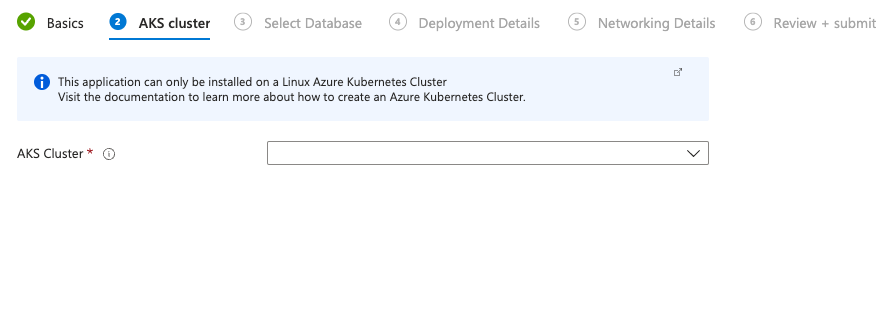 Basics 2 AKS cluster 3 Select Database 4 Deployment Details 5 Networking Details 6 Review + submit
This application can only be installed on a Linux Azure Kubernetes Cluster
Visit the documentation to learn more about how to create an Azure Kubernetes Cluster.
AKS Cluster *